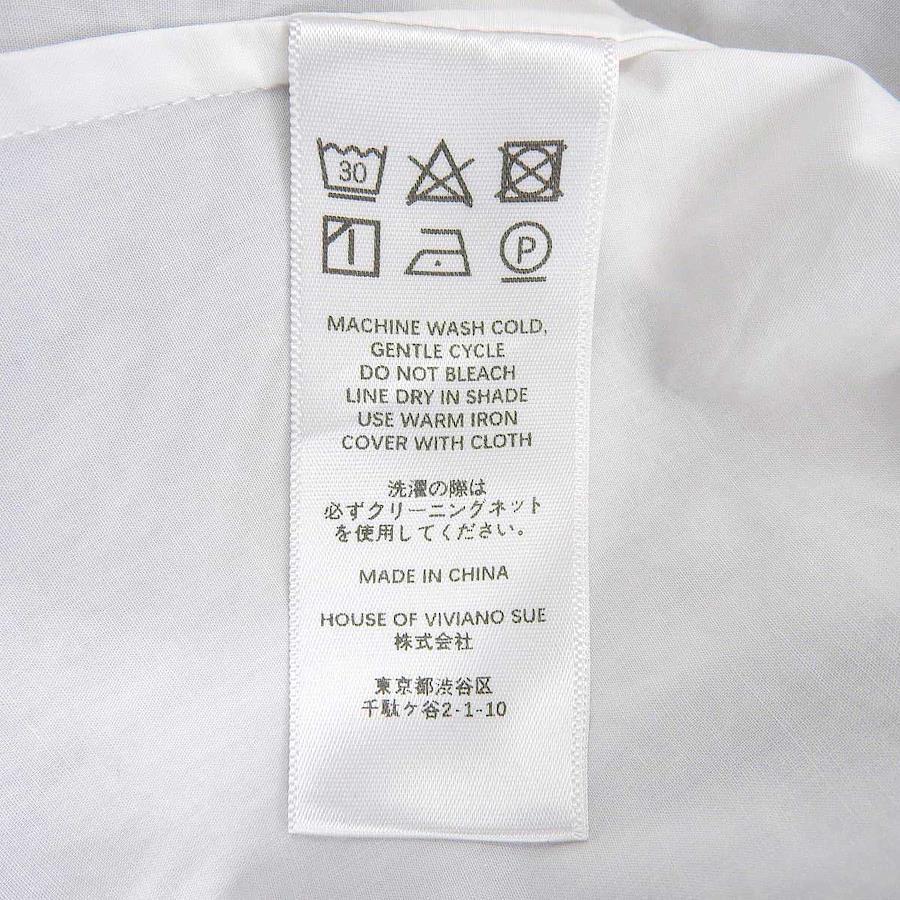 30
P
MACHINE WASH COLD,
GENTLE CYCLE
DO NOT BLEACH
LINE DRY IN SHADE
USE WARM IRON
COVER WITH CLOTH
洗濯の際は
必ずクリーニングネット
を使用してください。
MADE IN CHINA
HOUSE OF VIVIANO SUE
株式会社
東京都渋谷区
千駄ケ谷2-1-10